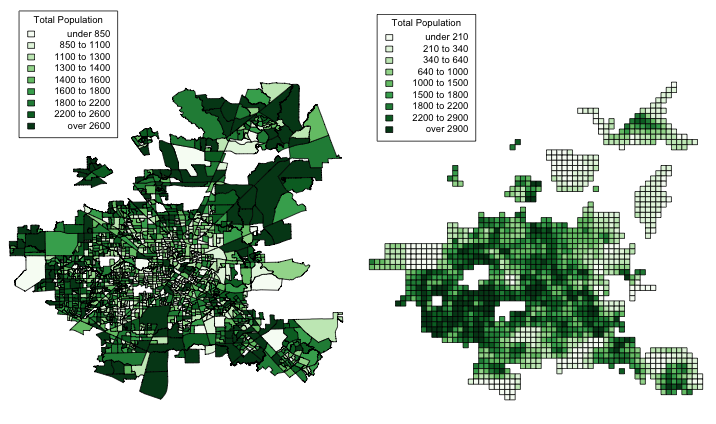 Total Population
under 850
850 to 1100
1100 to 1300
1300 to 1400
1400 to 1600
1600 to 1800
1800 to 2200
2200 to 2600
over 2600
Total Population
under 210
210 to 340
340 to 640
640 to 1000
1000 to 1500
1500 to 1800
1800 to 2200
2200 to 2900
over 2900